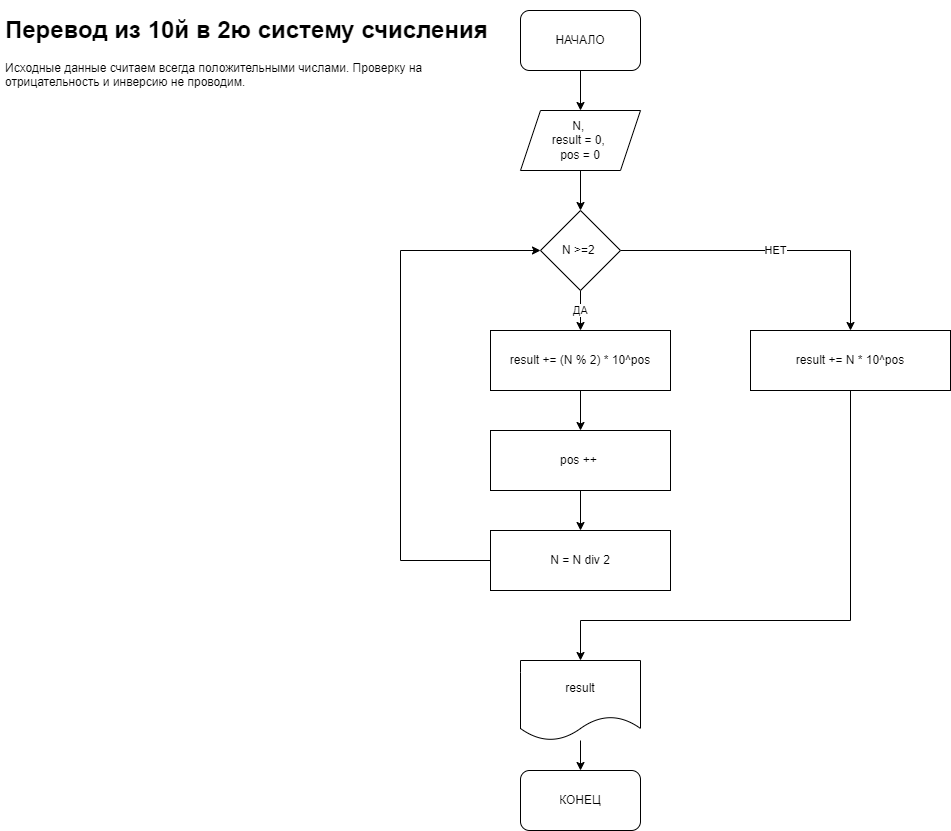 Перевод из 10й в 2ю систему счисления
Исходные данные считаем всегда положительными числами. Проверку на
отрицательность и инверсию не проводим.
НАЧАЛО
N,
result = 0,
pos = 0
N >=2
НЕТ
ДА
result += (N % 2) * 10^pos
result += N * 10^pos
pos ++
N = N div 2
result
КОНЕЦ